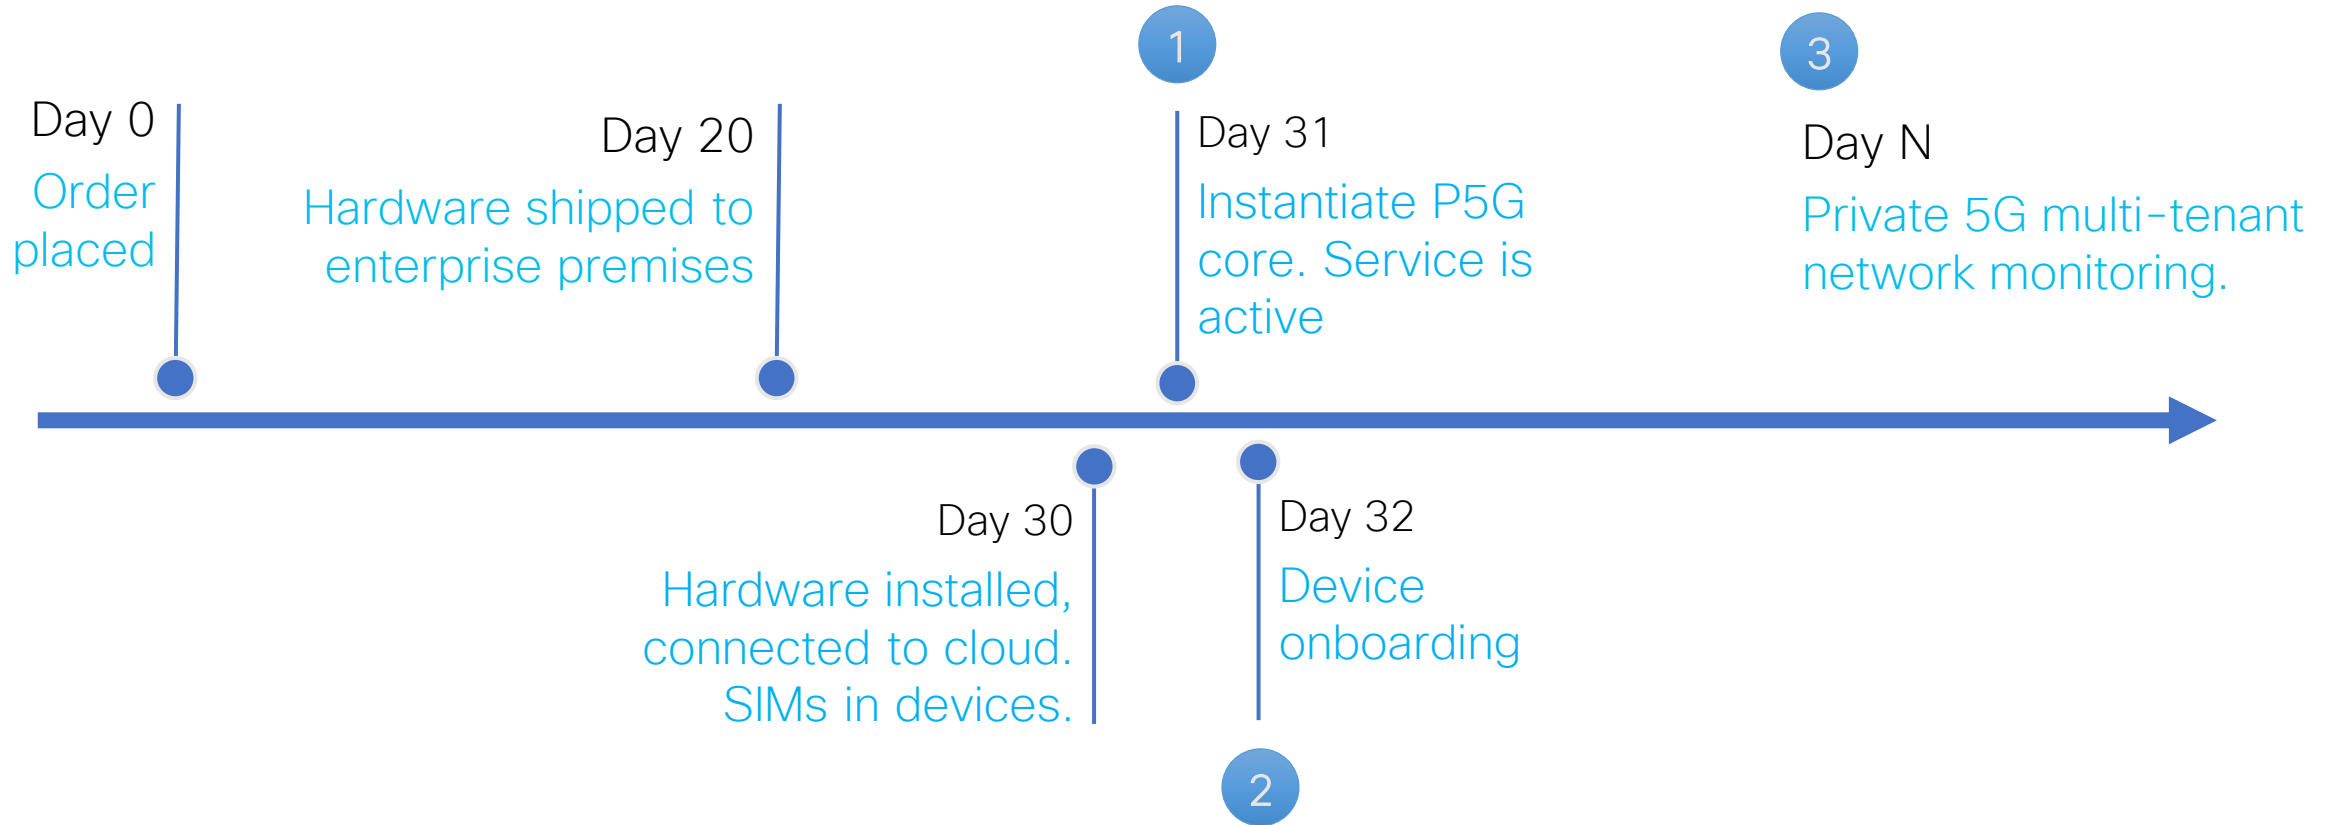 Day 0
Order
placed
Day 20
Hardware shipped to
enterprise premises
1
Day 31
Instantiate P5G
core. Service is
active
3
Day N
Private 5G multi-tenant
network monitoring.
Day 30
Hardware installed,
connected to cloud.
SIMs in devices.
Day 32
Device
onboarding
2